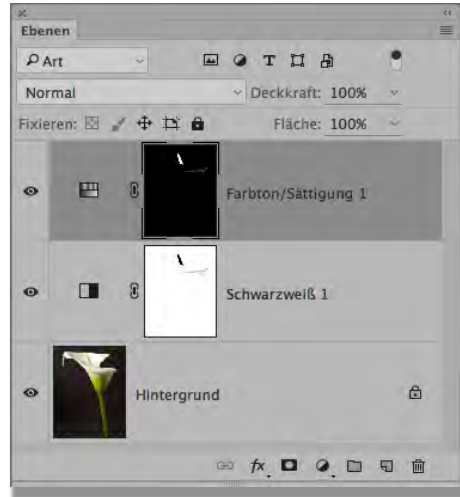 Ebenen
Art
Normal Deckkraft: 100%
Fixieren: Fläche: 100%
Farbton/Sättigung 1
Schwarzweiß 1
Hintergrund
fx